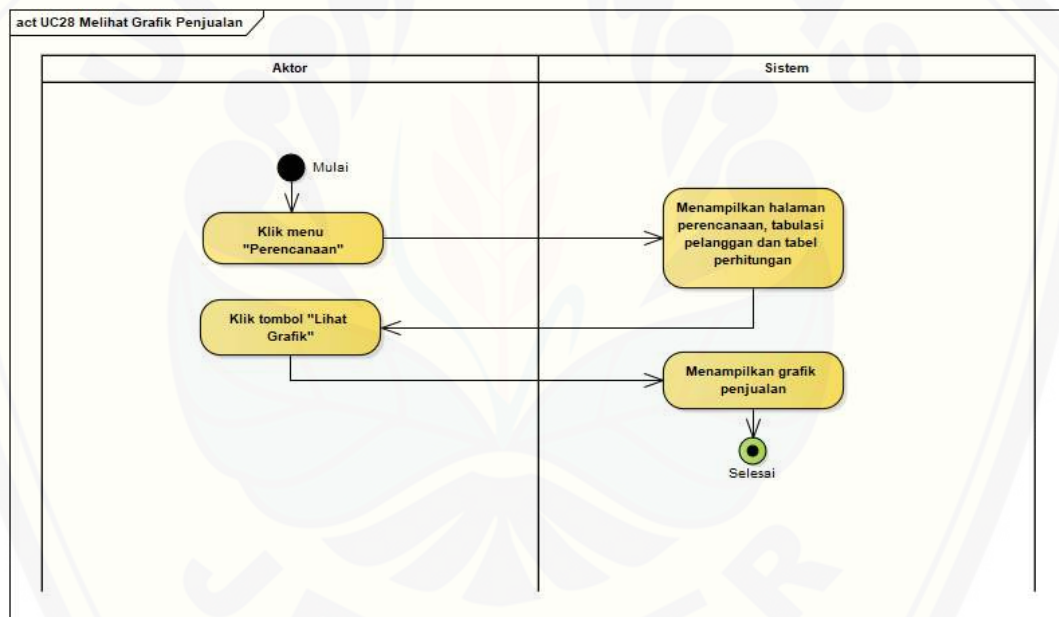 act UC28 Melihat Grafik Penjualan
Aktor
Sistem
Mulai
Klik menu
"Perencanaan"
Menampilkan halaman
perencanaan, tabulasi
pelanggan dan tabel
perhitungan
Klik tombol "Lihat
Grafik"
Menampilkan grafik
penjualan
Selesai